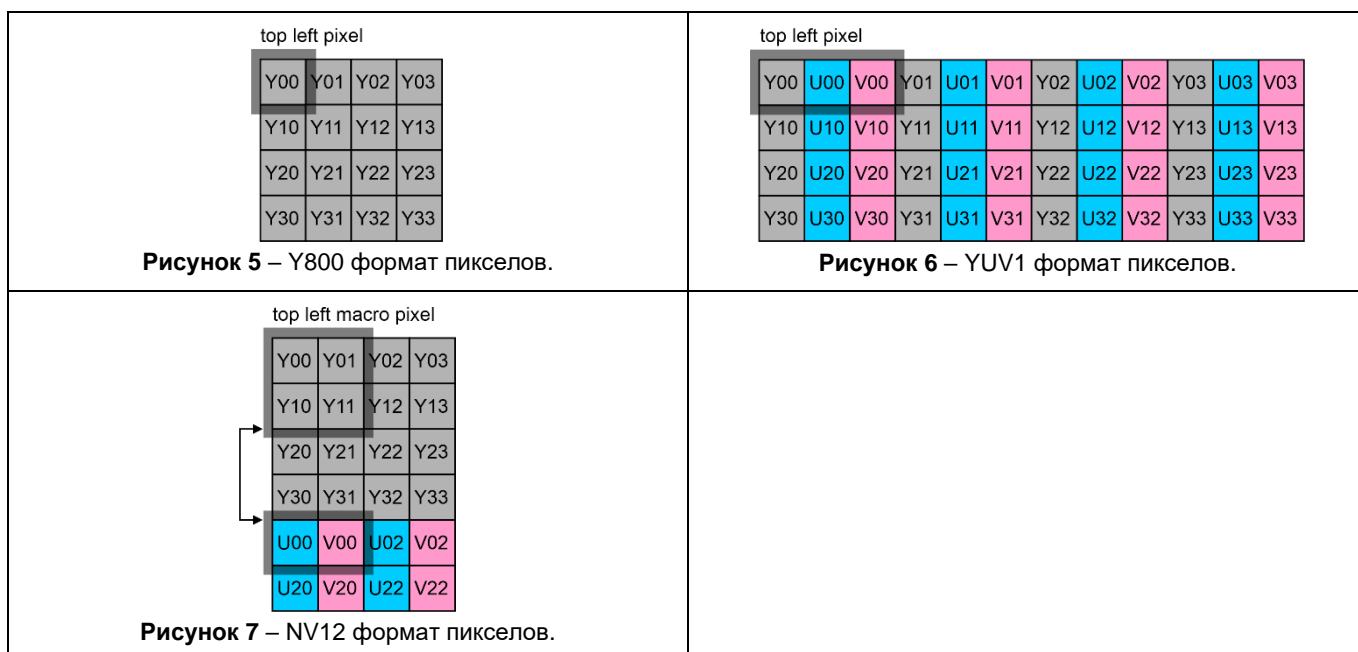 top left pixel
Y00 Y01 Y02 Y03
Y10 Y11 Y12 Y13
Y20 Y21 Y22 Y23
Y30 Y31 Y32 Y33
Рисунок 5 – Y800 формат пикселов.
top left pixel
Y00 U00 V00 Y01 U01 V01 Y02 U02 V02 Y03 U03 V03
Y10 U10 V10 Y11 U11 V11 Y12 U12 V12 Y13 U13 V13
Y20 U20 V20 Y21 U21 V21 Y22 U22 V22 Y23 U23 V23
Y30 U30 V30 Y31 U31 V31 Y32 U32 V32 Y33 U33 V33
Рисунок 6 – YUV1 формат пикселов.
top left macro pixel
Y00 Y01 Y02 Y03
Y10 Y11 Y12 Y13
Y20 Y21 Y22 Y23
Y30 Y31 Y32 Y33
U00 V00 U02 V02
U20 V20 U22 V22
Рисунок 7 – NV12 формат пикселов.